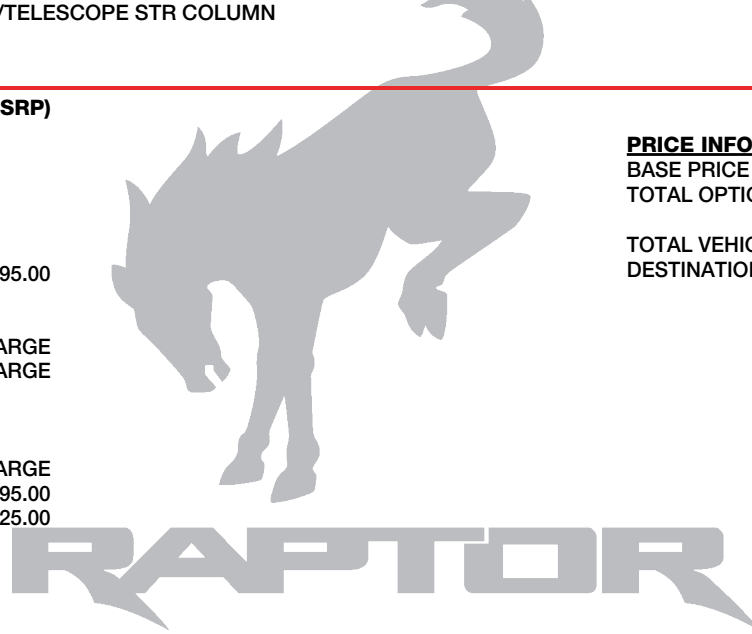 /TELESCOPE STR COLUMN
SRP)
95.00
ARGE
ARGE
ARGE
95.00
25.00
PRICE INFO
BASE PRICE
TOTAL OPTIO
TOTAL VEHIC
DESTINATION
RAPTOR